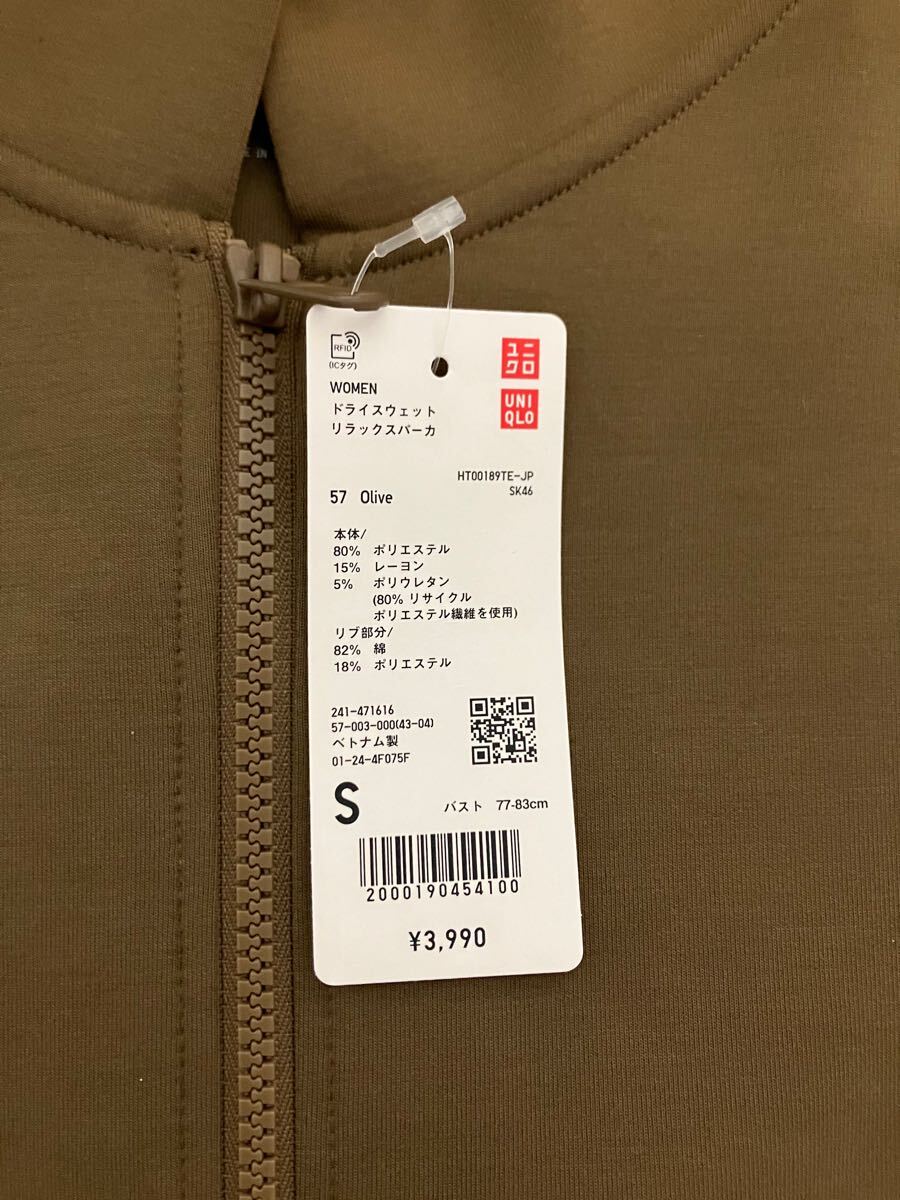 RFID
(ICタグ)
ユニ
クロ
UNI
QLO
WOMEN
ドライスウェット
リラックスパーカ
HT00189TE-JP
SK46
57 Olive
本体/
80% ポリエステル
15% レーヨン
5% ポリウレタン
(80% リサイクル
ポリエステル繊維を使用)
リブ部分/
82% 綿
18% ポリエステル
241-471616
57-003-000(43-04)
ベトナム製
01-24-4F075F
S
バスト 77-83cm
2000190454100
¥3,990